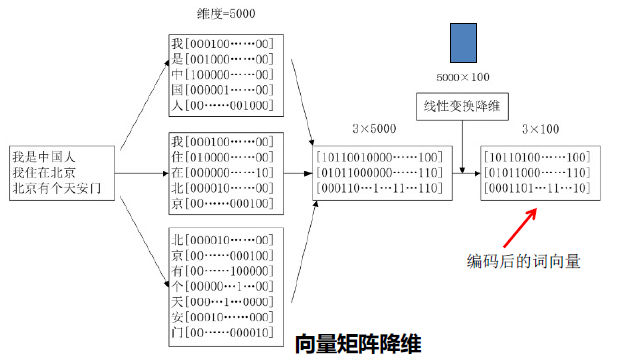 维度=5000
我[000100……00]
是[001000……00]
中[100000……00]
国[000001……00]
人[00……001000]
5000×100
线性变换降维
我是中国人
我住在北京
北京有个天安门
我[000100……00]
住[010000……00]
在[000000……10]
北[000010……00]
京[00……000100]
3×5000
[10110010000……100]
[01011000000……110]
[000110…1…11…110]
3×100
[10110100……100]
[01011000……110]
[0001101…11…10]
编码后的词向量
北[000010……00]
京[00……000100]
有[00……100000]
个[00000…1…00]
天[000…1…0000]
安[00010……000]
门[00……000010]
向量矩阵降维